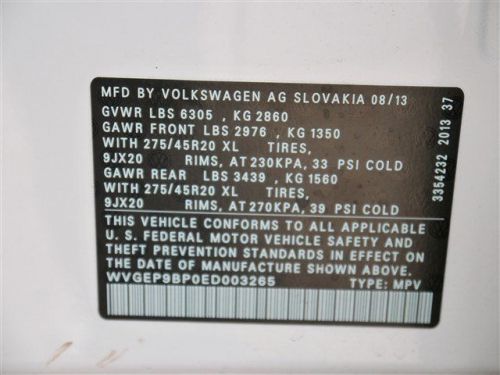 MFD BY VOLKSWAGEN AG SLOVAKIA 08/13
GVWR LBS 6305 , KG 2860
GAWR FRONT LBS 2976 , KG 1350
WITH 275/45R20 XL TIRES,
9JX20 RIMS, AT 230KPA, 33 PSI COLD
GAWR REAR LBS 3439 , KG 1560
WITH 275/45R20 XL TIRES,
9JX20 RIMS, AT 270KPA, 39 PSI COLD
THIS VEHICLE CONFORMS TO ALL APPLICABLE
U. S. FEDERAL MOTOR VEHICLE SAFETY AND
THEFT PREVENTION STANDARDS IN EFFECT ON
THE DATE OF MANUFACTURE SHOWN ABOVE.
WVGEP9BP0ED003265 TYPE: MPV
3354232 2013 37